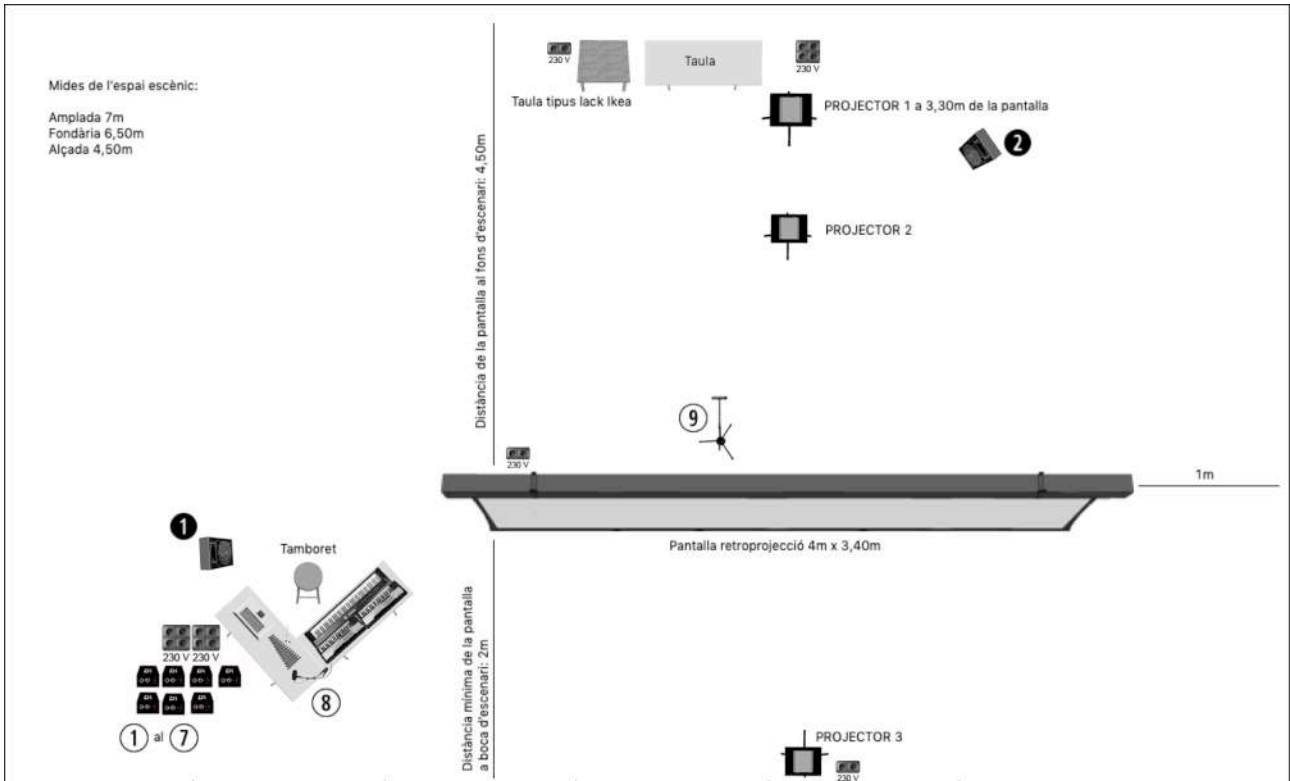 Mides de l'espai escènic:
Amplada 7m
Fondària 6,50m
Alçada 4,50m
230 V
Taula
230 V
Taula tipus lack Ikea
PROJECTOR 1 a 3,30m de la pantalla
2
Distància de la pantalla al fons d'escenari: 4,50m
PROJECTOR 2
9
230 V
1m
Pantalla retroprojecció 4m x 3,40m
1
Tamboret
230 V 230 V
8
1 al 7
Distància mínima de la pantalla
a boca d'escenari: 2m
PROJECTOR 3
230 V